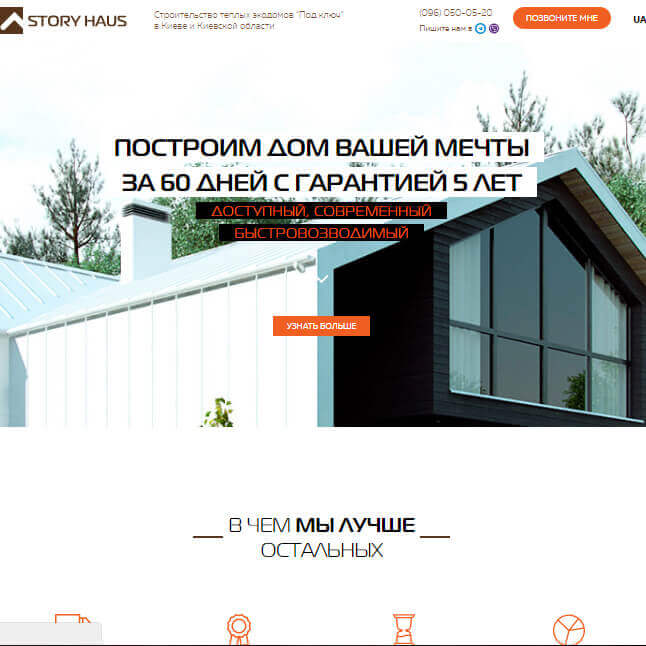 STORY HAUS
Строительство теплых экодомов "Под ключ"
в Киеве и Киевской области
(096) 050-05-20
Пишите нам в
ПОЗВОНИТЕ МНЕ
UA
ПОСТРОИМ ДОМ ВАШЕЙ МЕЧТЫ
ЗА 60 ДНЕЙ С ГАРАНТИЕЙ 5 ЛЕТ
ДОСТУПНЫЙ, СОВРЕМЕННЫЙ
БЫСТРОВОЗВОДИМЫЙ
УЗНАТЬ БОЛЬШЕ
В ЧЕМ МЫ ЛУЧШЕ
ОСТАЛЬНЫХ